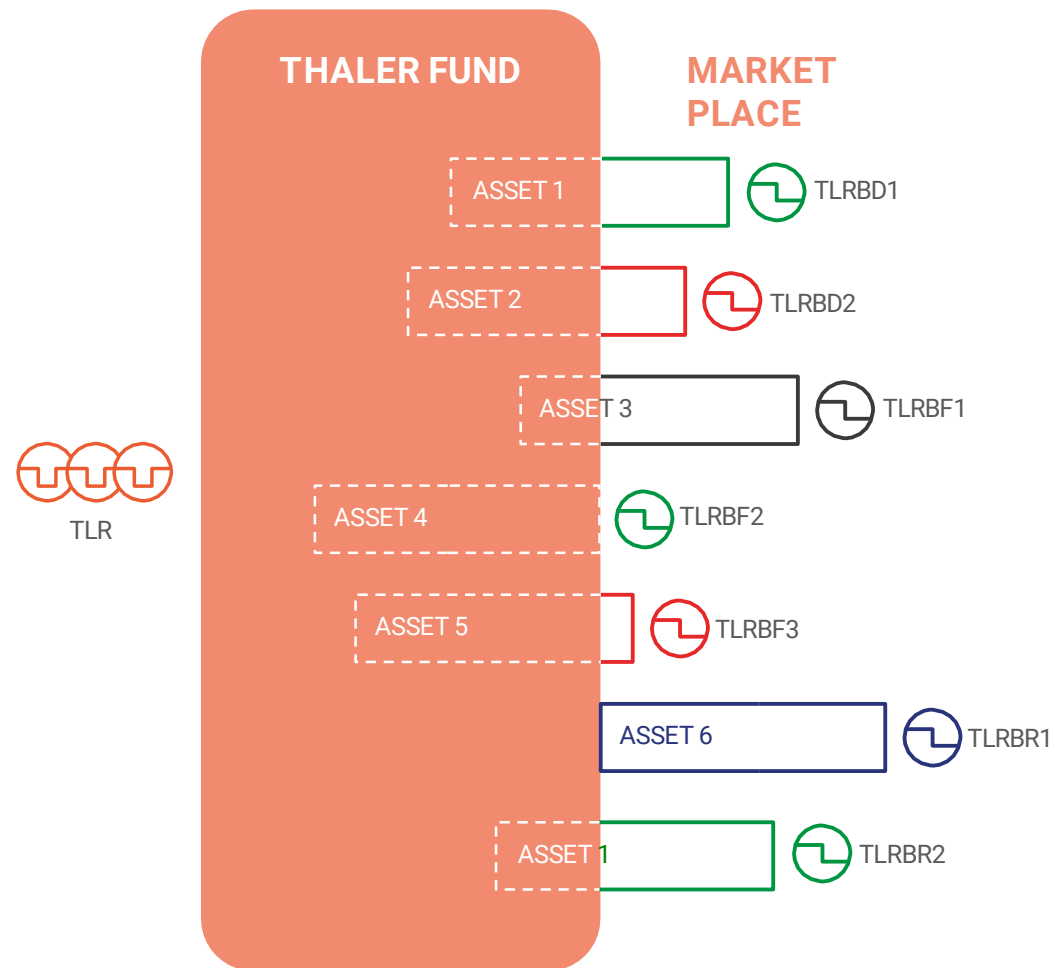 THALER FUND
MARKET
PLACE
ASSET 1
TLRBD1
ASSET 2
TLRBD2
ASSET 3
TLRBF1
TLR
ASSET 4
TLRBF2
ASSET 5
TLRBF3
ASSET 6
TLRBR1
ASSET 1
TLRBR2